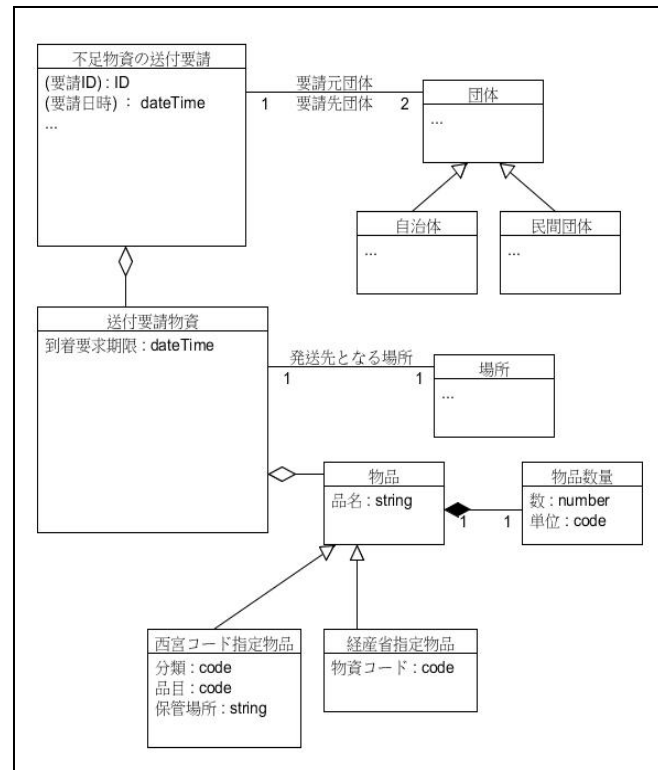 不足物資の送付要請
(要請ID) : ID
(要請日時) : dateTime
...
要請元団体
1 要請先団体 2
団体
...
自治体
...
民間団体
...
送付要請物資
到着要求期限 : dateTime
発送先となる場所
1 1
場所
...
物品
品名 : string
1 1
物品数量
数 : number
単位 : code
西宮コード指定物品
分類 : code
品目 : code
保管場所 : string
経産省指定物品
物資コード : code